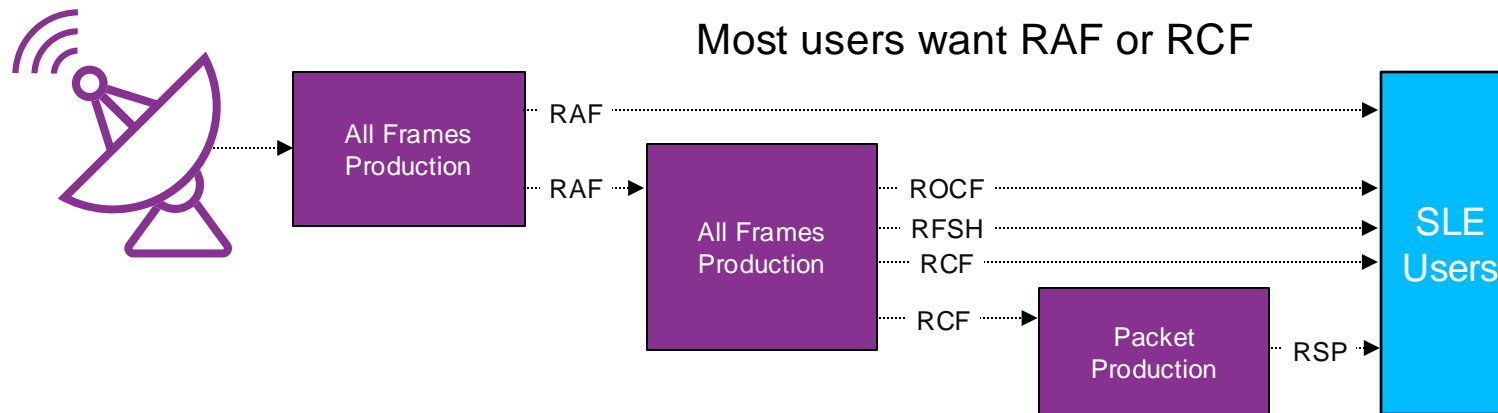 Most users want RAF or RCF
All Frames
Production
RAF
RAF
All Frames
Production
ROCF
RFSH
RCF
RCF
Packet
Production
RSP
SLE
Users